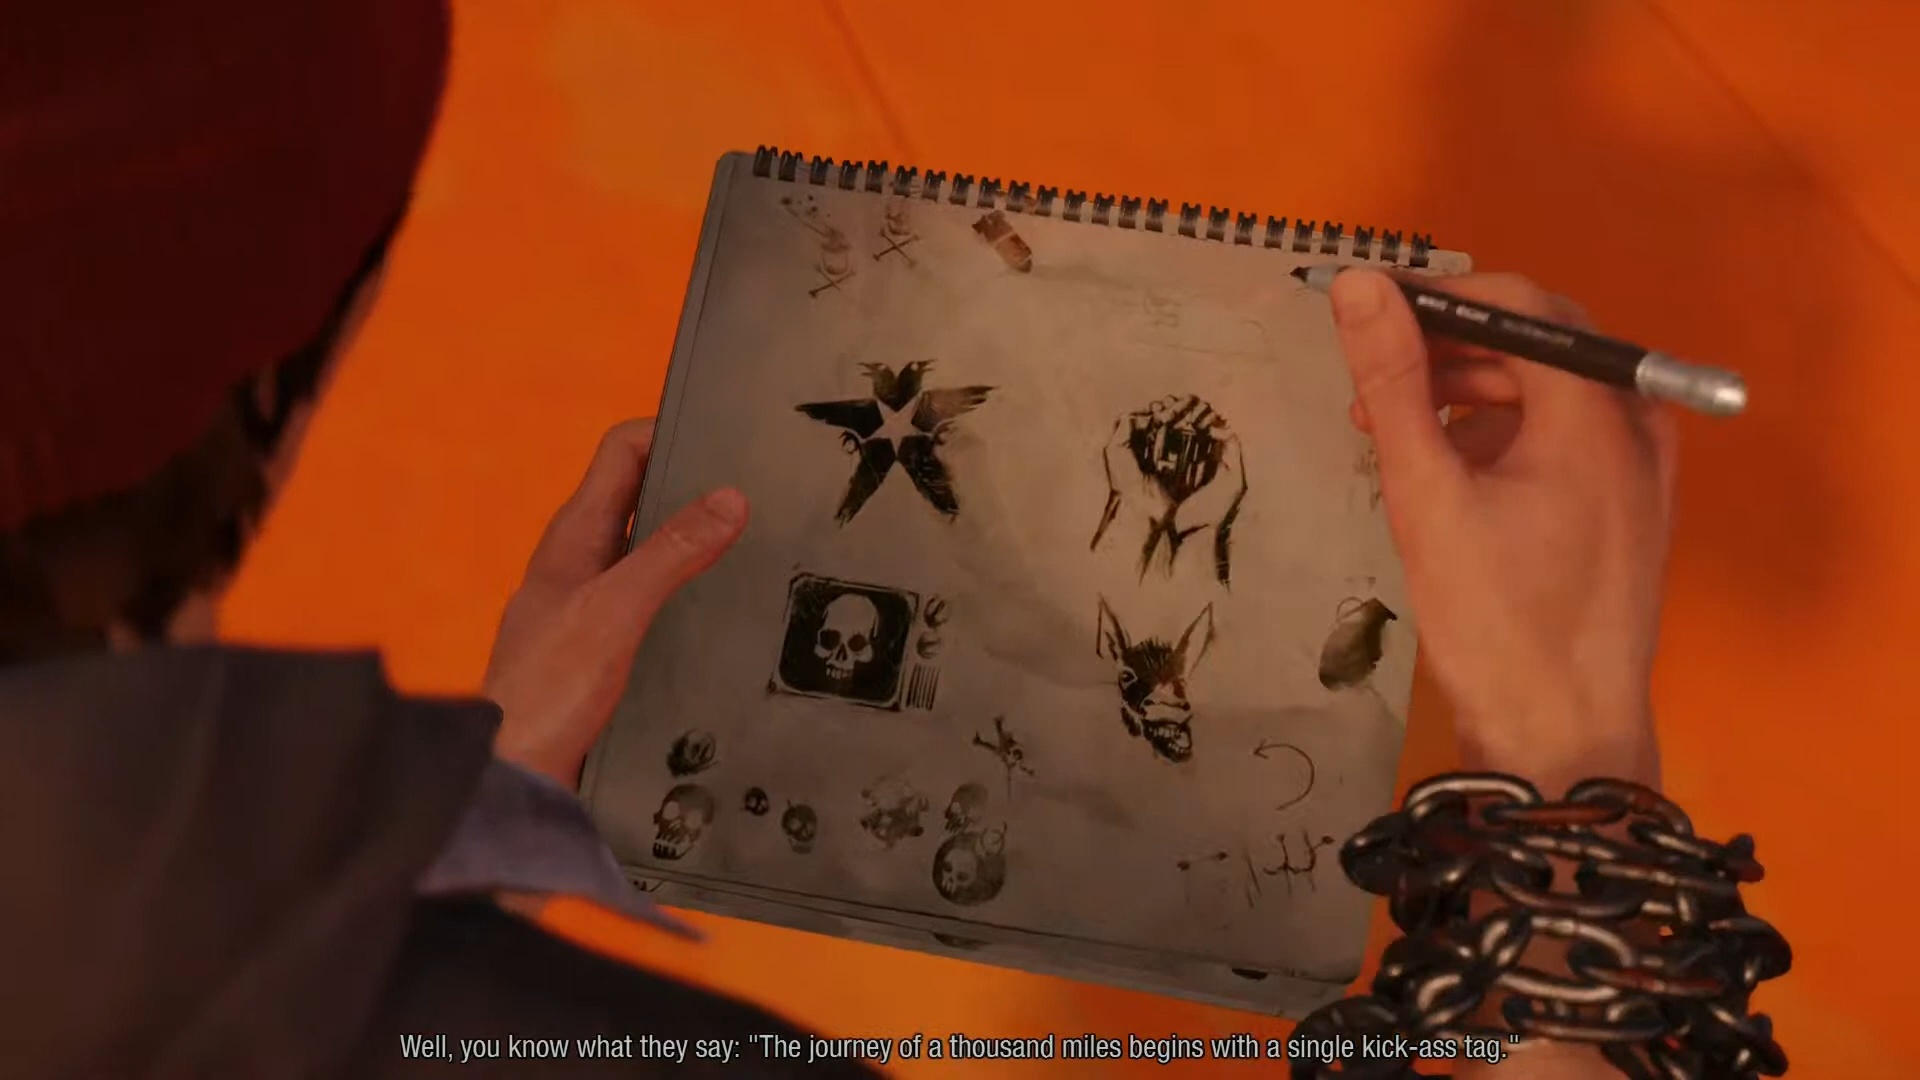 Well, you know what they say: "The journey of a thousand miles begins with a single kick-ass tag."